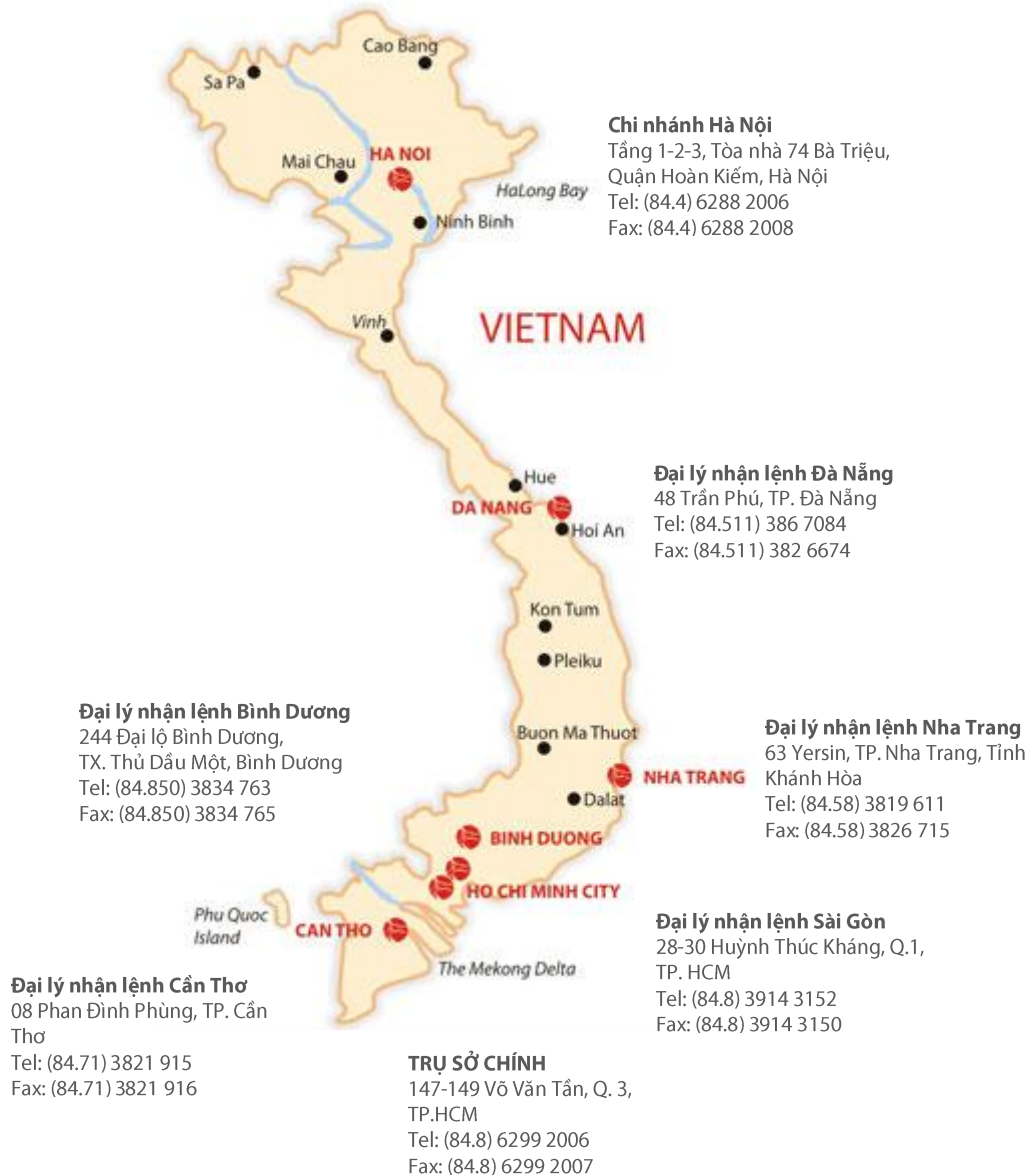 Cao Bang
Sa Pa
Mai Chau
HA NOI
HaLong Bay
Ninh Binh
Chi nhánh Hà Nội
Tầng 1-2-3, Tòa nhà 74 Bà Triệu,
Quận Hoàn Kiếm, Hà Nội
Tel: (84.4) 6288 2006
Fax: (84.4) 6288 2008
Vinh
VIETNAM
Hue
DA NANG
Hoi An
Đại lý nhận lệnh Đà Nẵng
48 Trần Phú, TP. Đà Nẵng
Tel: (84.511) 386 7084
Fax: (84.511) 382 6674
Kon Tum
Pleiku
Buon Ma Thuot
NHA TRANG
Dalat
Đại lý nhận lệnh Bình Dương
244 Đại lộ Bình Dương,
TX. Thủ Dầu Một, Bình Dương
Tel: (84.850) 3834 763
Fax: (84.850) 3834 765
Đại lý nhận lệnh Nha Trang
63 Yersin, TP. Nha Trang, Tỉnh
Khánh Hòa
Tel: (84.58) 3819 611
Fax: (84.58) 3826 715
BINH DUONG
HO CHI MINH CITY
Phu Quoc
Island
CAN THO
The Mekong Delta
Đại lý nhận lệnh Sài Gòn
28-30 Huỳnh Thúc Kháng, Q.1,
TP. HCM
Tel: (84.8) 3914 3152
Fax: (84.8) 3914 3150
Đại lý nhận lệnh Cần Thơ
08 Phan Đình Phùng, TP. Cần
Thơ
Tel: (84.71) 3821 915
Fax: (84.71) 3821 916
TRỤ SỞ CHÍNH
147-149 Võ Văn Tần, Q. 3,
TP.HCM
Tel: (84.8) 6299 2006
Fax: (84.8) 6299 2007